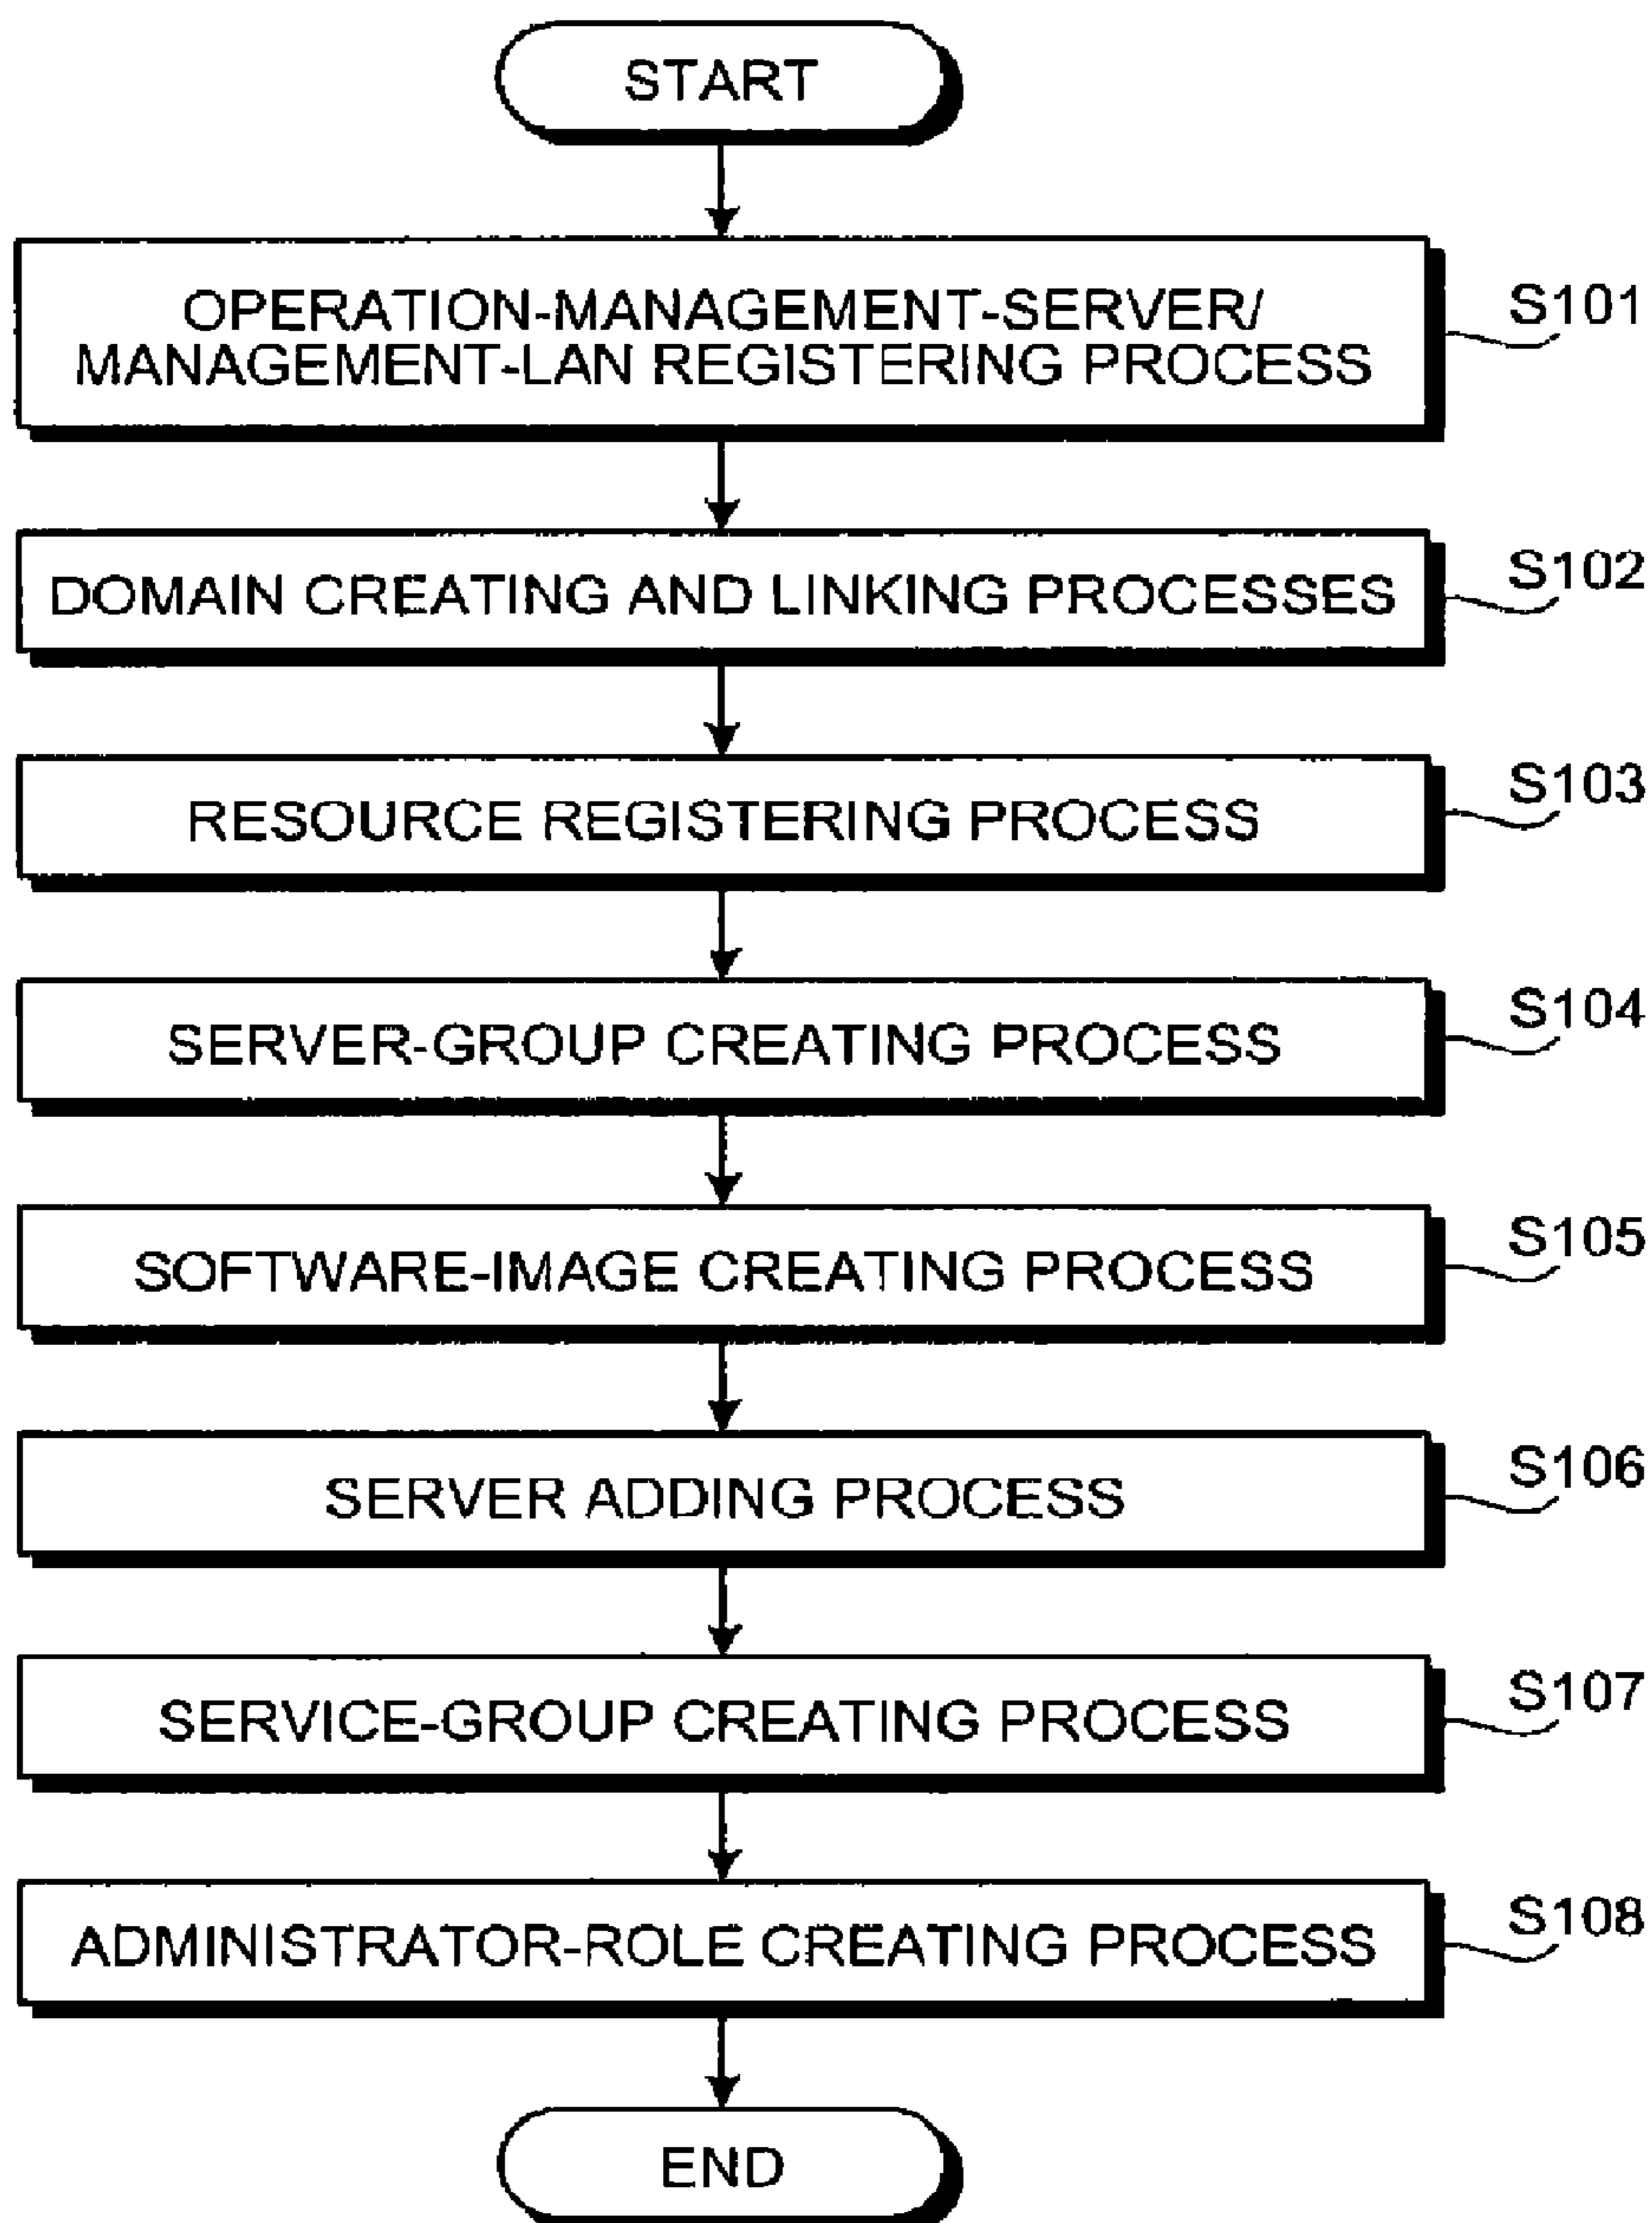 START
OPERATION-MANAGEMENT-SERVER/
MANAGEMENT-LAN REGISTERING PROCESS
S101
DOMAIN CREATING AND LINKING PROCESSES
S102
RESOURCE REGISTERING PROCESS
S103
SERVER-GROUP CREATING PROCESS
S104
SOFTWARE-IMAGE CREATING PROCESS
S105
SERVER ADDING PROCESS
S106
SERVICE-GROUP CREATING PROCESS
S107
ADMINISTRATOR-ROLE CREATING PROCESS
S108
END